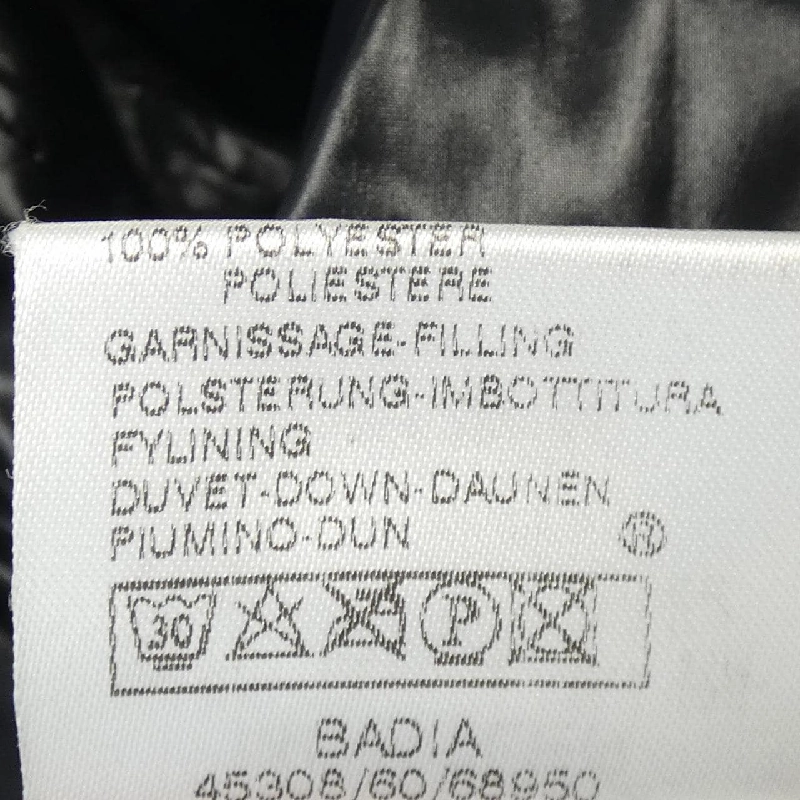 100% POLYESTER
POLIESTERE
GARNISSAGE-FILLING
POLSTERUNG-IMBOTTITURA
FYLINING
DUVET-DOWN-DAUNEN
PIUMINO-DUN ®
30 P
BADIA
45308/60/68950